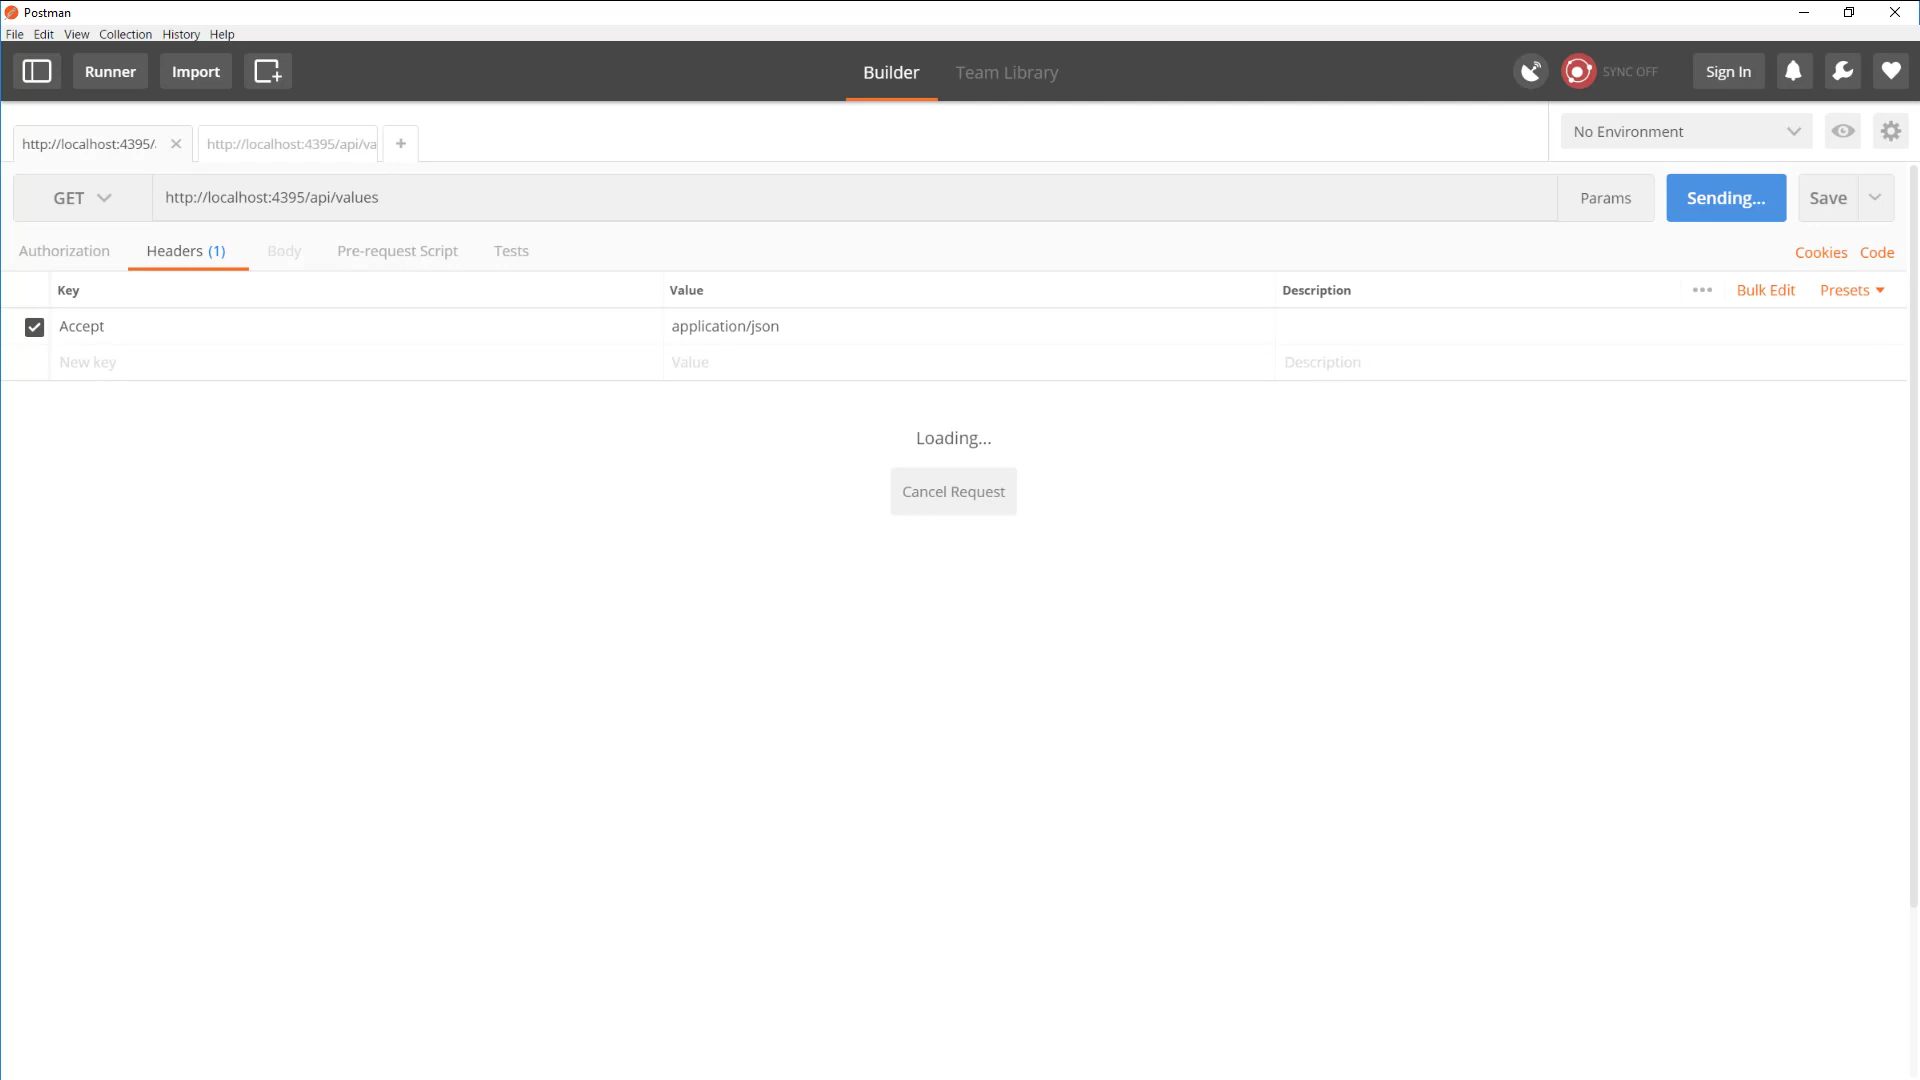 Postman
File Edit View Collection History Help
Runner Import Builder Team Library SYNC OFF Sign In
http://localhost:4395/ http://localhost:4395/api/va + No Environment
GET http://localhost:4395/api/values Params Sending... Save
Authorization Headers (1) Body Pre-request Script Tests Cookies Code
Key Value Description ••• Bulk Edit Presets
Accept application/json
New key Value Description
Loading...
Cancel Request